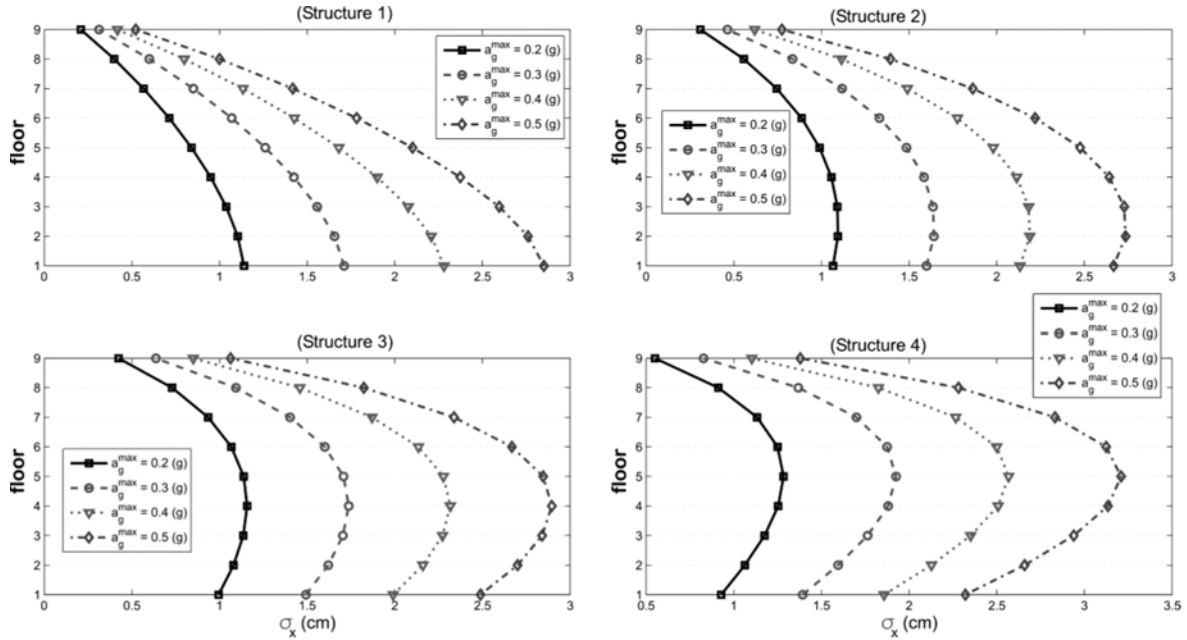 (Structure 1)
floor
9
8
7
6
5
4
3
2
1
0 0.5 1 1.5 2 2.5 3
a_g^max = 0.2 (g)
a_g^max = 0.3 (g)
a_g^max = 0.4 (g)
a_g^max = 0.5 (g)
(Structure 2)
floor
9
8
7
6
5
4
3
2
1
0 0.5 1 1.5 2 2.5 3
a_g^max = 0.2 (g)
a_g^max = 0.3 (g)
a_g^max = 0.4 (g)
a_g^max = 0.5 (g)
(Structure 3)
floor
9
8
7
6
5
4
3
2
1
0 0.5 1 1.5 2 2.5 3
σ_x (cm)
a_g^max = 0.2 (g)
a_g^max = 0.3 (g)
a_g^max = 0.4 (g)
a_g^max = 0.5 (g)
(Structure 4)
floor
9
8
7
6
5
4
3
2
1
0.5 1 1.5 2 2.5 3 3.5
σ_x (cm)
a_g^max = 0.2 (g)
a_g^max = 0.3 (g)
a_g^max = 0.4 (g)
a_g^max = 0.5 (g)